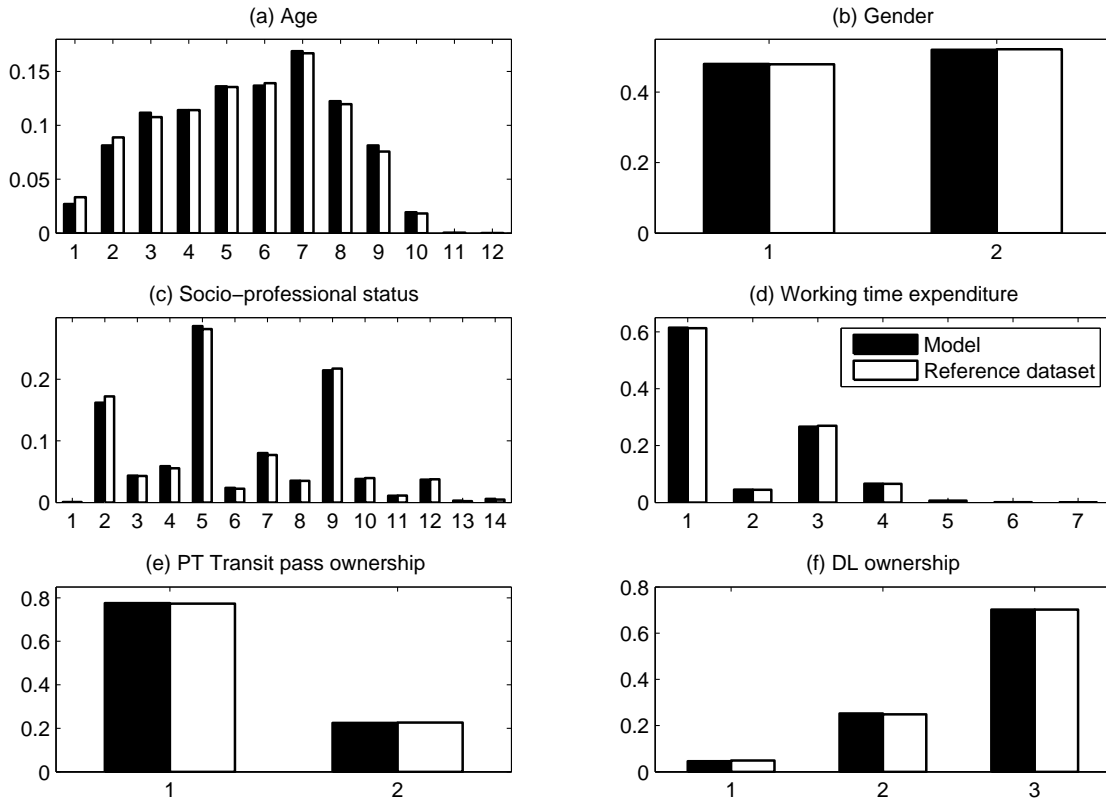 (a) Age
0.15
0.1
0.05
0
1 2 3 4 5 6 7 8 9 10 11 12
(b) Gender
0.4
0.2
0
1 2
(c) Socio−professional status
0.2
0.1
0
1 2 3 4 5 6 7 8 9 10 11 12 13 14
(d) Working time expenditure
0.6
0.4
0.2
0
1 2 3 4 5 6 7
Model
Reference dataset
(e) PT Transit pass ownership
0.8
0.6
0.4
0.2
0
1 2
(f) DL ownership
0.8
0.6
0.4
0.2
0
1 2 3